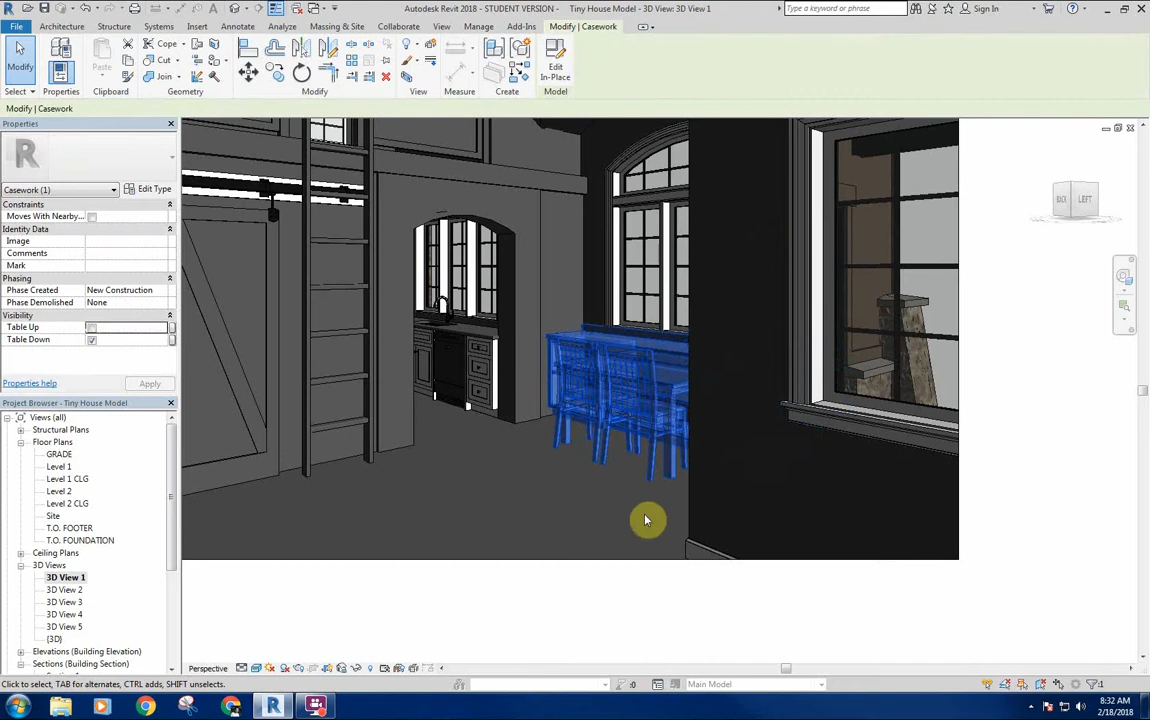 Autodesk Revit 2018 - STUDENT VERSION - Tiny House Model - 3D View: 3D View 1
Type a keyword or phrase
Sign In
File Architecture Structure Systems Insert Annotate Analyze Massing & Site Collaborate View Manage Add-Ins Modify | Casework
Modify
Paste
Cope
Cut
Join
Edit
In-Place
Select Properties Clipboard Geometry Modify View Measure Create Model
Modify | Casework
Properties
Casework (1)
Edit Type
Constraints
Moves With Nearby...
Identity Data
Image
Comments
Mark
Phasing
Phase Created New Construction
Phase Demolished None
Visibility
Table Up
Table Down
Properties help
Apply
Project Browser - Tiny House Model
Views (all)
Structural Plans
Floor Plans
GRADE
Level 1
Level 1 CLG
Level 2
Level 2 CLG
Site
T.O. FOOTER
T.O. FOUNDATION
Ceiling Plans
3D Views
3D View 1
3D View 2
3D View 3
3D View 4
3D View 5
{3D}
Elevations (Building Elevation)
Sections (Building Section)
LEFT
Perspective
Click to select, TAB for alternates, CTRL adds, SHIFT unselects.
:0
Main Model
:1
8:32 AM
2/18/2018